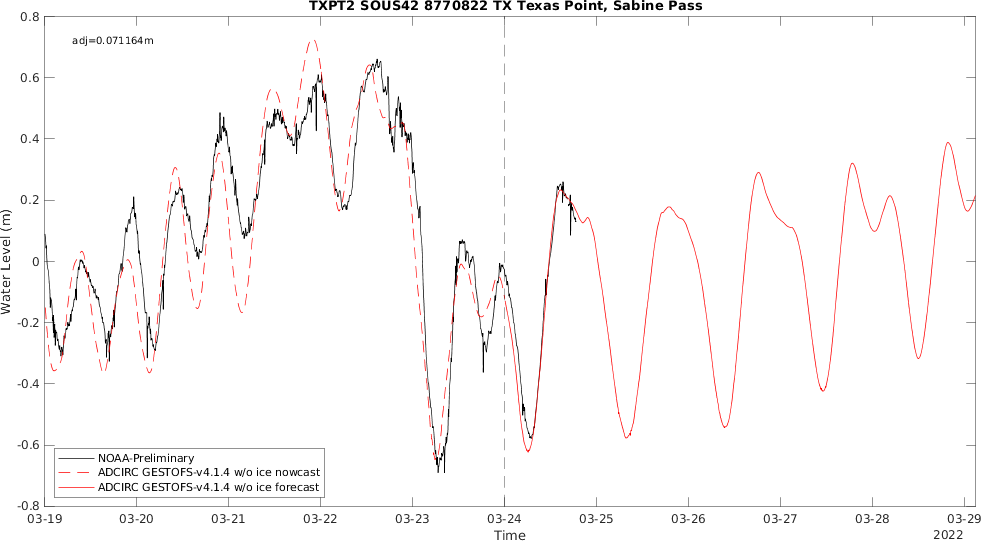 TXPT2 SOUS42 8770822 TX Texas Point, Sabine Pass
adj=0.071164m
0.8
0.6
0.4
0.2
0
-0.2
-0.4
-0.6
-0.8
Water Level (m)
NOAA-Preliminary
ADCIRC GESTOFS-v4.1.4 w/o ice nowcast
ADCIRC GESTOFS-v4.1.4 w/o ice forecast
03-19 03-20 03-21 03-22 03-23 03-24 03-25 03-26 03-27 03-28 03-29
Time
2022